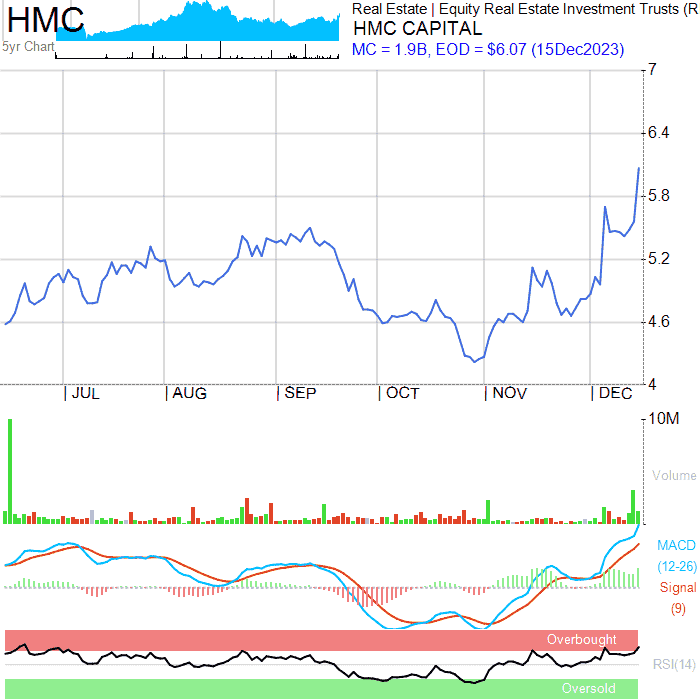 HMC
5yr Chart
Real Estate | Equity Real Estate Investment Trusts (R
HMC CAPITAL
MC = 1.9B, EOD = $6.07 (15Dec2023)
7
6.4
5.8
5.2
4.6
4
JUL AUG SEP OCT NOV DEC
10M
Volume
MACD
(12-26)
Signal
(9)
Overbought
RSI(14)
Oversold